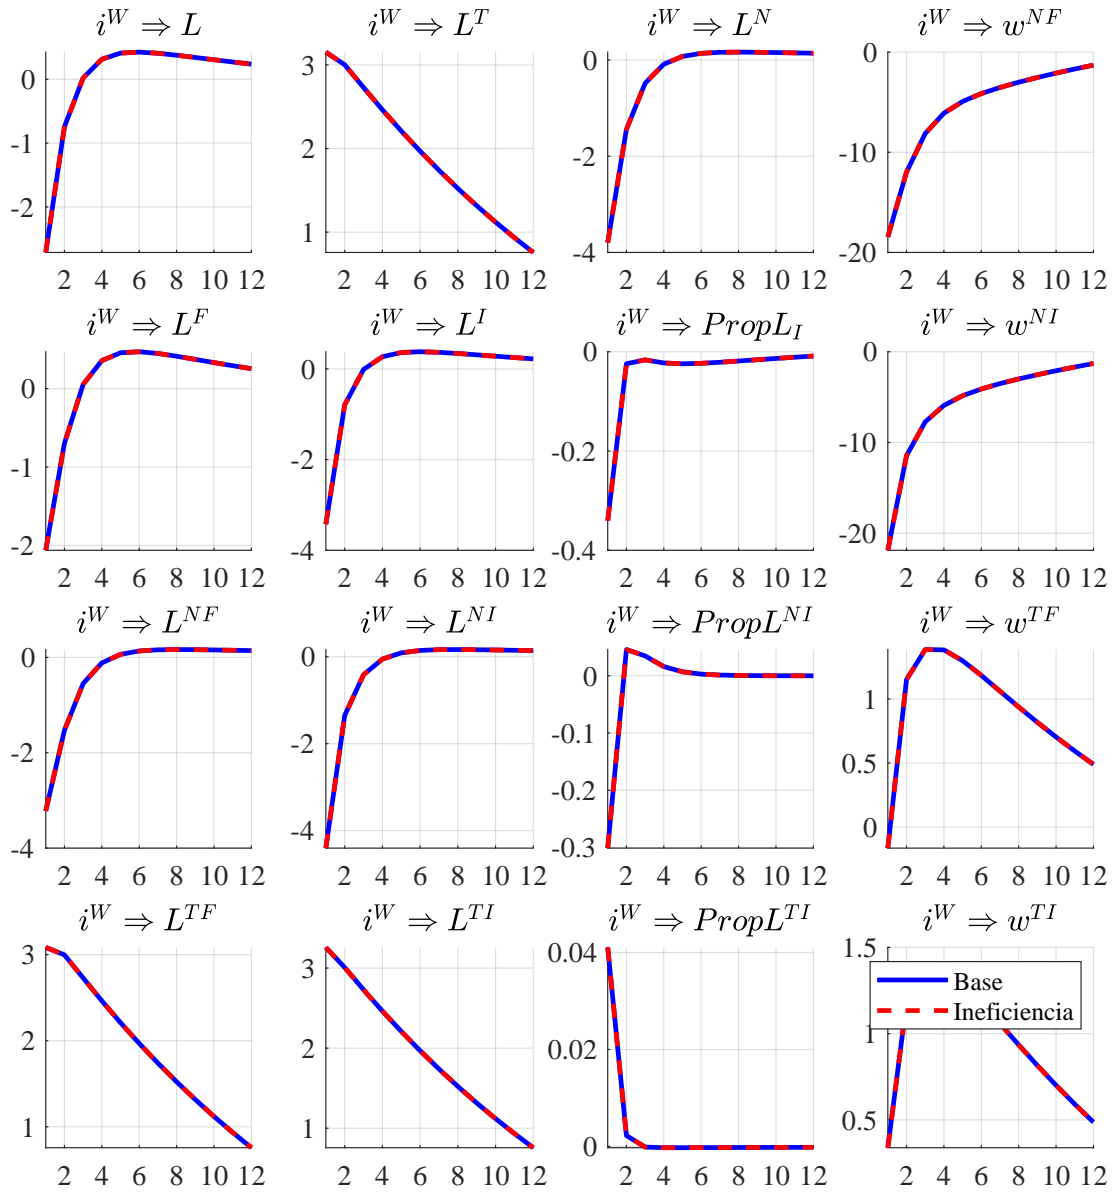 i^W ⇒ L
0
-1
-2
2 4 6 8 10 12
i^W ⇒ L^T
3
2
1
2 4 6 8 10 12
i^W ⇒ L^N
0
-2
-4
2 4 6 8 10 12
i^W ⇒ w^{NF}
0
-10
-20
2 4 6 8 10 12
i^W ⇒ L^F
0
-1
-2
2 4 6 8 10 12
i^W ⇒ L^I
0
-2
-4
2 4 6 8 10 12
i^W ⇒ PropL_I
0
-0.2
-0.4
2 4 6 8 10 12
i^W ⇒ w^{NI}
0
-10
-20
2 4 6 8 10 12
i^W ⇒ L^{NF}
0
-2
-4
2 4 6 8 10 12
i^W ⇒ L^{NI}
0
-2
-4
2 4 6 8 10 12
i^W ⇒ PropL^{NI}
0
-0.1
-0.2
-0.3
2 4 6 8 10 12
i^W ⇒ w^{TF}
1
0.5
0
2 4 6 8 10 12
i^W ⇒ L^{TF}
3
2
1
2 4 6 8 10 12
i^W ⇒ L^{TI}
3
2
1
2 4 6 8 10 12
i^W ⇒ PropL^{TI}
0.04
0.02
0
2 4 6 8 10 12
i^W ⇒ w^{TI}
1.5
1
0.5
2 4 6 8 10 12
Base
Ineficiencia